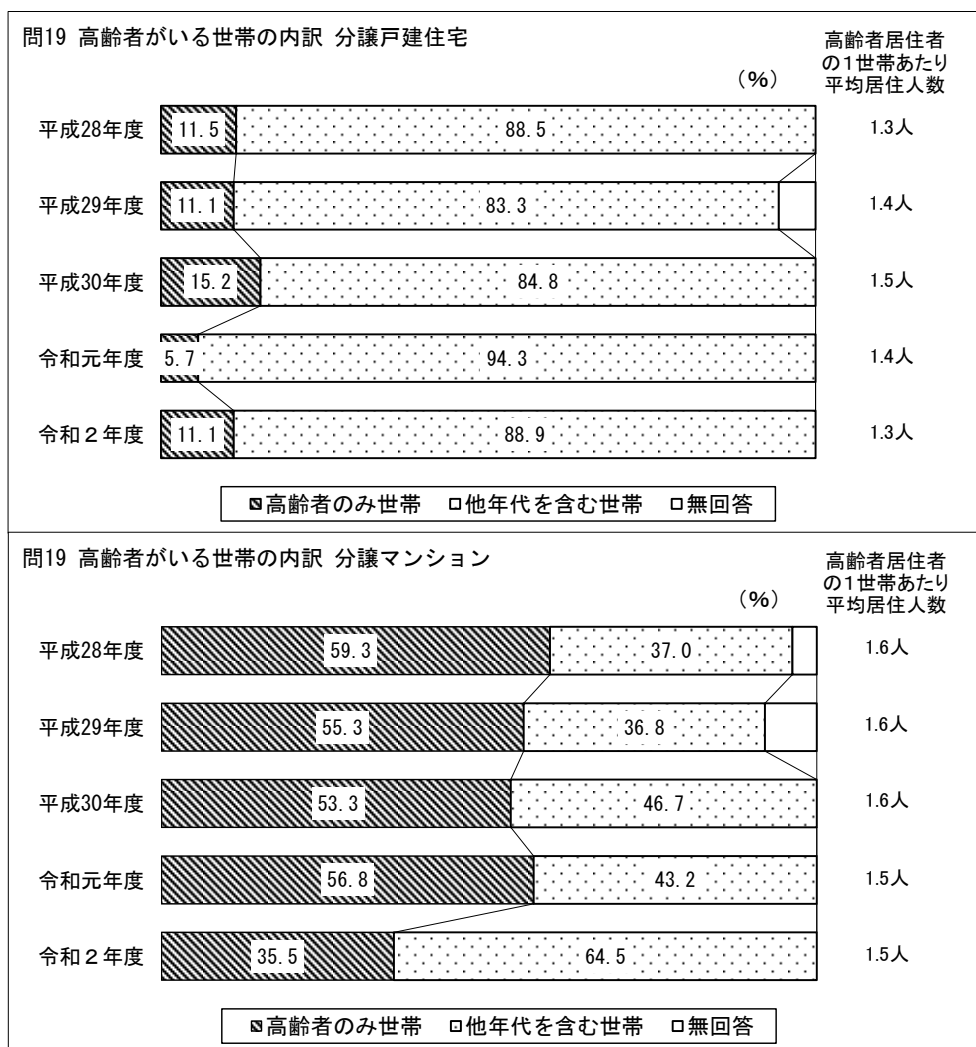 問19 高齢者がいる世帯の内訳 分譲戸建住宅
高齢者居住者
の1世帯あたり
平均居住人数
(%)
平成28年度 11.5 88.5 1.3人
平成29年度 11.1 83.3 1.4人
平成30年度 15.2 84.8 1.5人
令和元年度 5.7 94.3 1.4人
令和2年度 11.1 88.9 1.3人
高齢者のみ世帯 他年代を含む世帯 無回答
問19 高齢者がいる世帯の内訳 分譲マンション
高齢者居住者
の1世帯あたり
平均居住人数
(%)
平成28年度 59.3 37.0 1.6人
平成29年度 55.3 36.8 1.6人
平成30年度 53.3 46.7 1.6人
令和元年度 56.8 43.2 1.5人
令和2年度 35.5 64.5 1.5人
高齢者のみ世帯 他年代を含む世帯 無回答